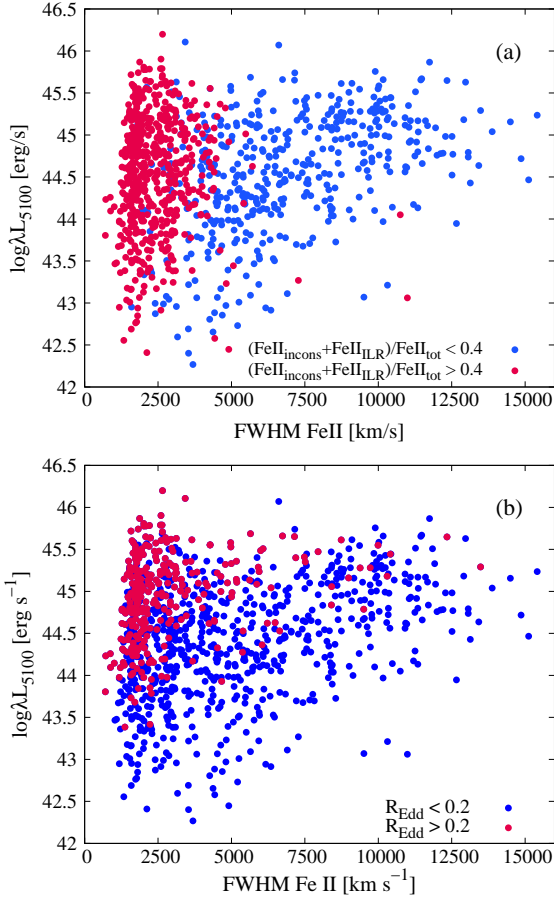 46.5
(a)
46
45.5
45
44.5
44
43.5
43
42.5
42
logλL5100 [erg/s]
(FeIIincons+FeIIILR)/FeIItot < 0.4
(FeIIincons+FeIIILR)/FeIItot > 0.4
0 2500 5000 7500 10000 12500 15000
FWHM FeII [km/s]
46.5
(b)
46
45.5
45
44.5
44
43.5
43
42.5
42
logλL5100 [erg s−1]
REdd < 0.2
REdd > 0.2
0 2500 5000 7500 10000 12500 15000
FWHM Fe II [km s−1]